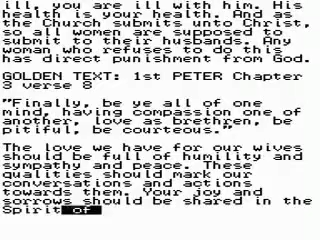 ill, you are ill with him. His
health is your health. And as
the Church submits unto Christ,
so all women are supposed to
submit to their husbands. Any
woman who refuses to do this
has direct punishment from God.
GOLDEN TEXT: 1st PETER Chapter
3 verse 8
"Finally, be ye all of one
mind, having compassion one of
another, love as brethren, be
pitiful, be courteous."
The love we have for our wives
should be full of humility and
sympathy and peace. These
qualities should mark our
conversations and actions
towards them. Your joy and
sorrows should be shared in the
Spirit of